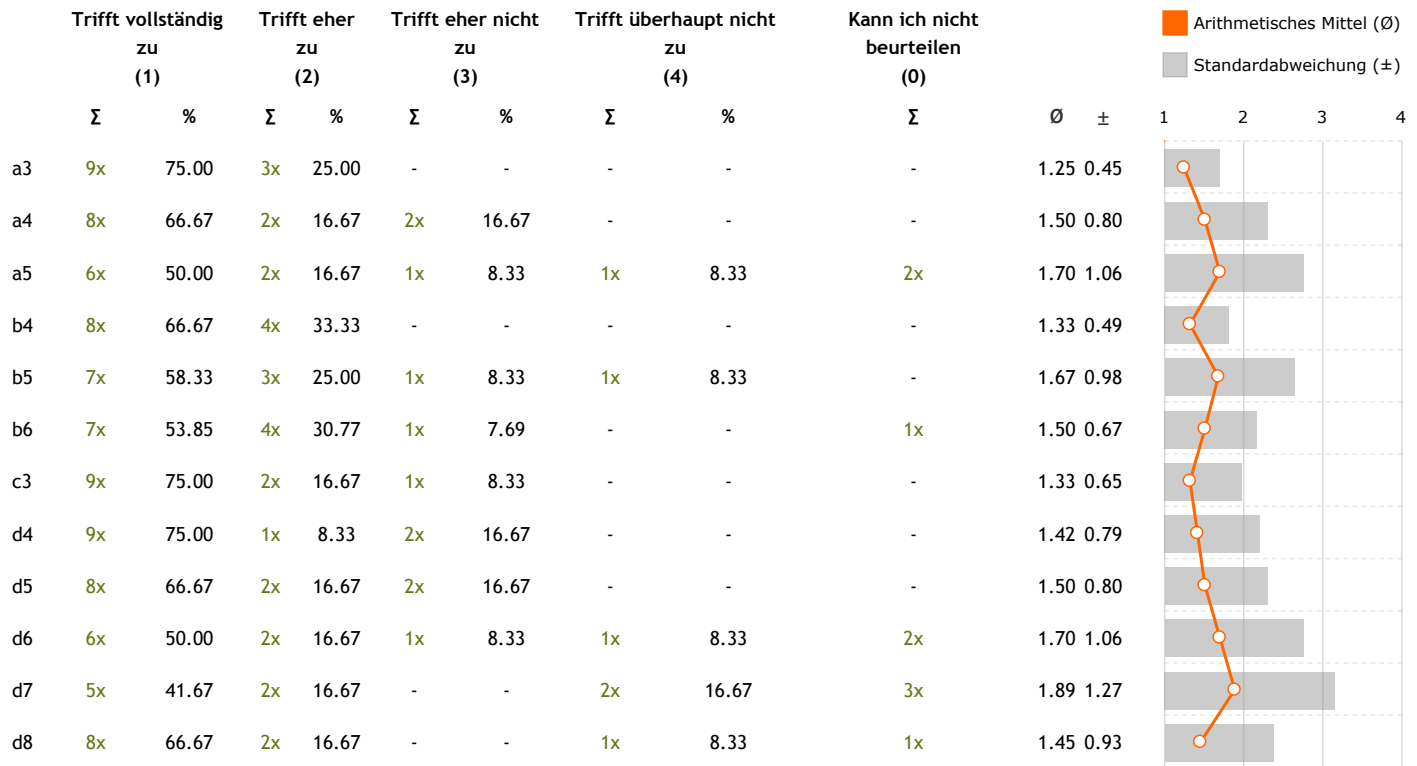 Trifft vollständig zu (1) Trifft eher zu (2) Trifft eher nicht zu (3) Trifft überhaupt nicht zu (4) Kann ich nicht beurteilen (0)
Arithmetisches Mittel (Ø)
Standardabweichung (±)
Σ % Σ % Σ % Σ % Σ Ø ± 1 2 3 4
a3 9x 75.00 3x 25.00 - - - - - 1.25 0.45
a4 8x 66.67 2x 16.67 2x 16.67 - - - 1.50 0.80
a5 6x 50.00 2x 16.67 1x 8.33 1x 8.33 2x 1.70 1.06
b4 8x 66.67 4x 33.33 - - - - - 1.33 0.49
b5 7x 58.33 3x 25.00 1x 8.33 1x 8.33 - 1.67 0.98
b6 7x 53.85 4x 30.77 1x 7.69 - - 1x 1.50 0.67
c3 9x 75.00 2x 16.67 1x 8.33 - - - 1.33 0.65
d4 9x 75.00 1x 8.33 2x 16.67 - - - 1.42 0.79
d5 8x 66.67 2x 16.67 2x 16.67 - - - 1.50 0.80
d6 6x 50.00 2x 16.67 1x 8.33 1x 8.33 2x 1.70 1.06
d7 5x 41.67 2x 16.67 - - 2x 16.67 3x 1.89 1.27
d8 8x 66.67 2x 16.67 - - 1x 8.33 1x 1.45 0.93